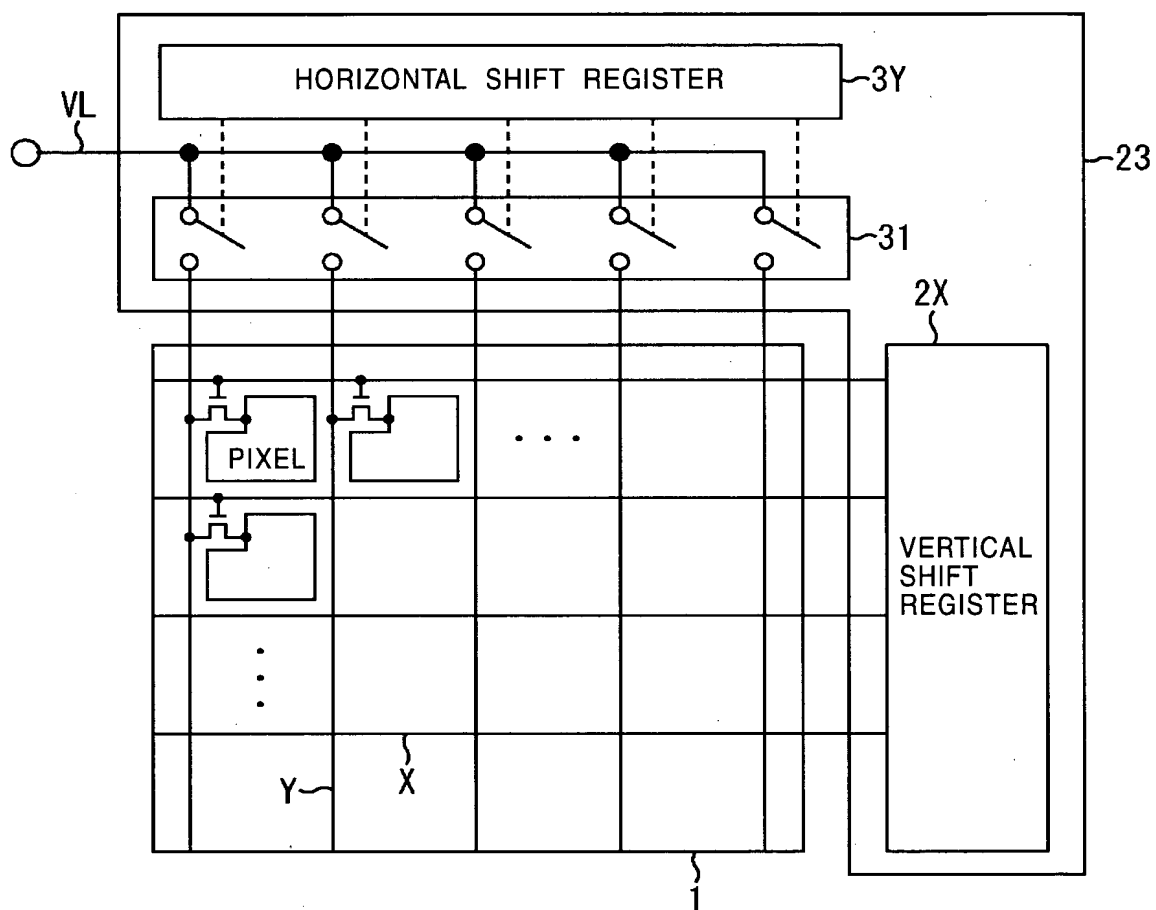 HORIZONTAL SHIFT REGISTER
3Y
VL
23
31
2X
PIXEL
VERTICAL
SHIFT
REGISTER
X
Y
1